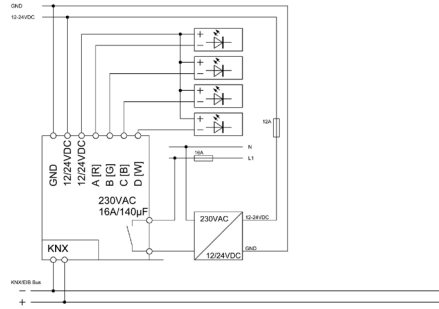 GND
12-24VDC
+
−
+
−
+
−
+
−
12A
N
16A
L1
GND
12/24VDC
12/24VDC
A [R]
B [G]
C [B]
D [W]
230VAC
16A/140µF
230VAC
12-24VDC
GND
12/24VDC
KNX
KNX/EIB Bus
−
+